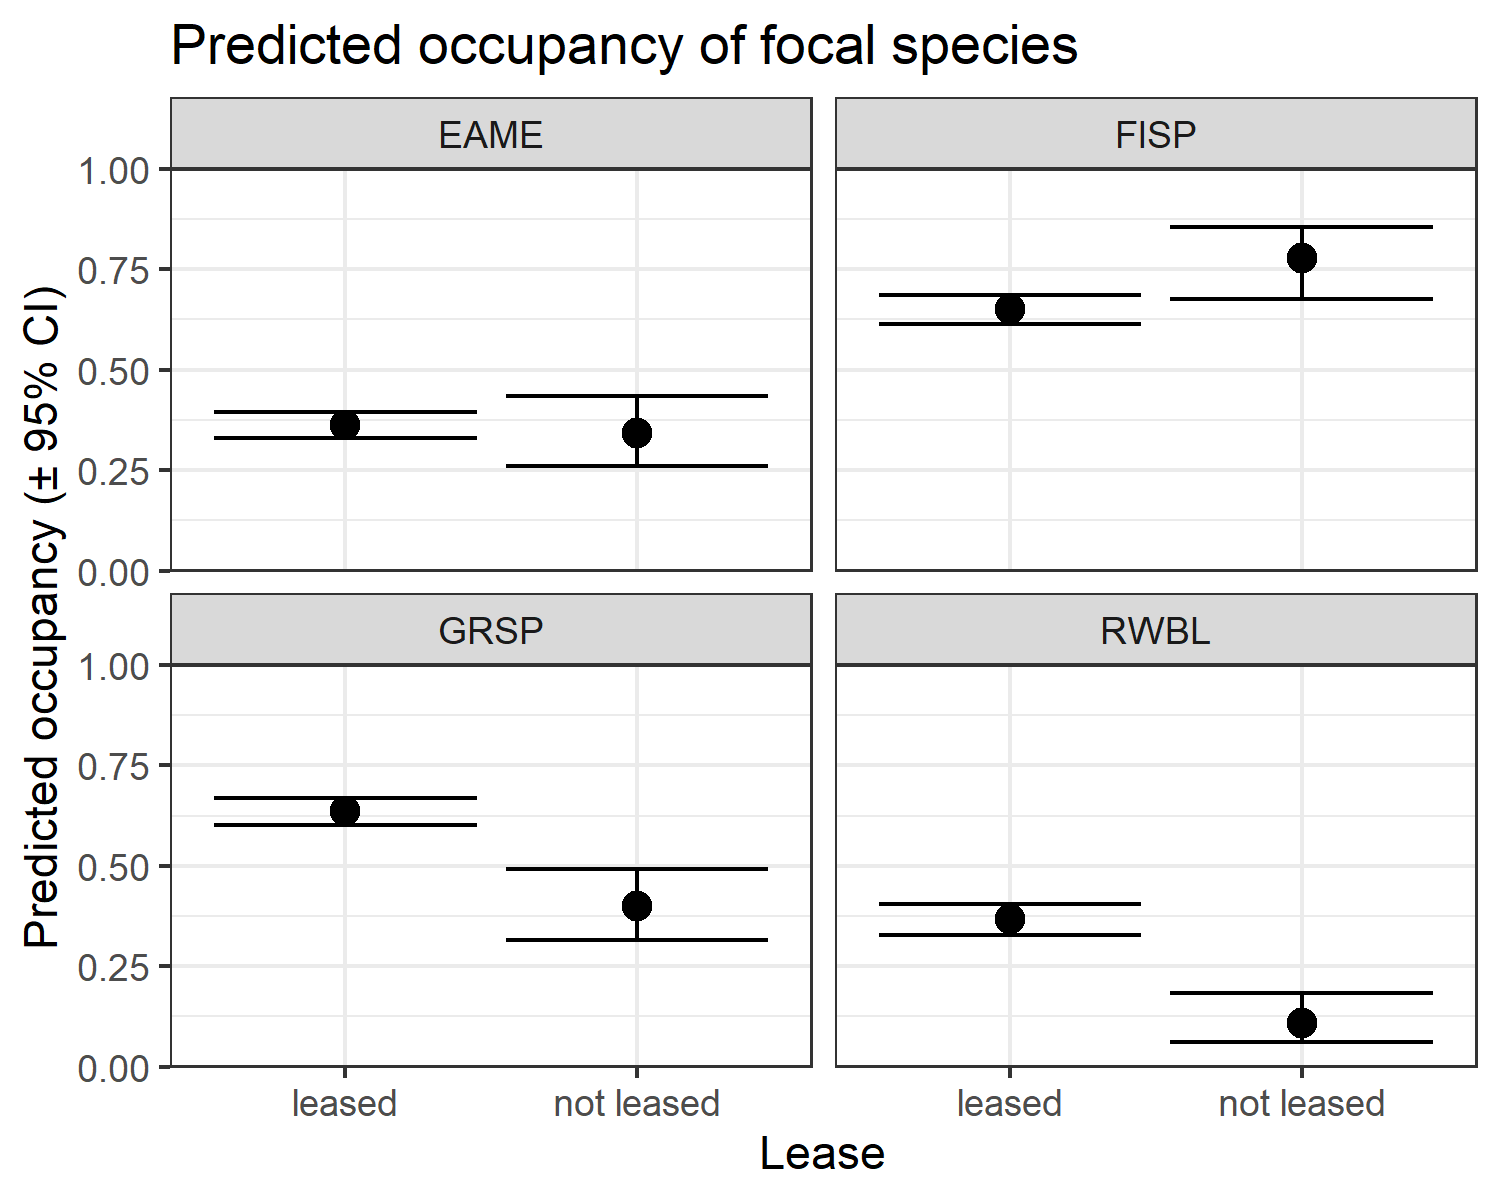 Predicted occupancy of focal species
EAME
FISP
1.00
0.75
0.50
0.25
0.00
GRSP
RWBL
1.00
0.75
0.50
0.25
0.00
Predicted occupancy (± 95% CI)
leased
not leased
leased
not leased
Lease